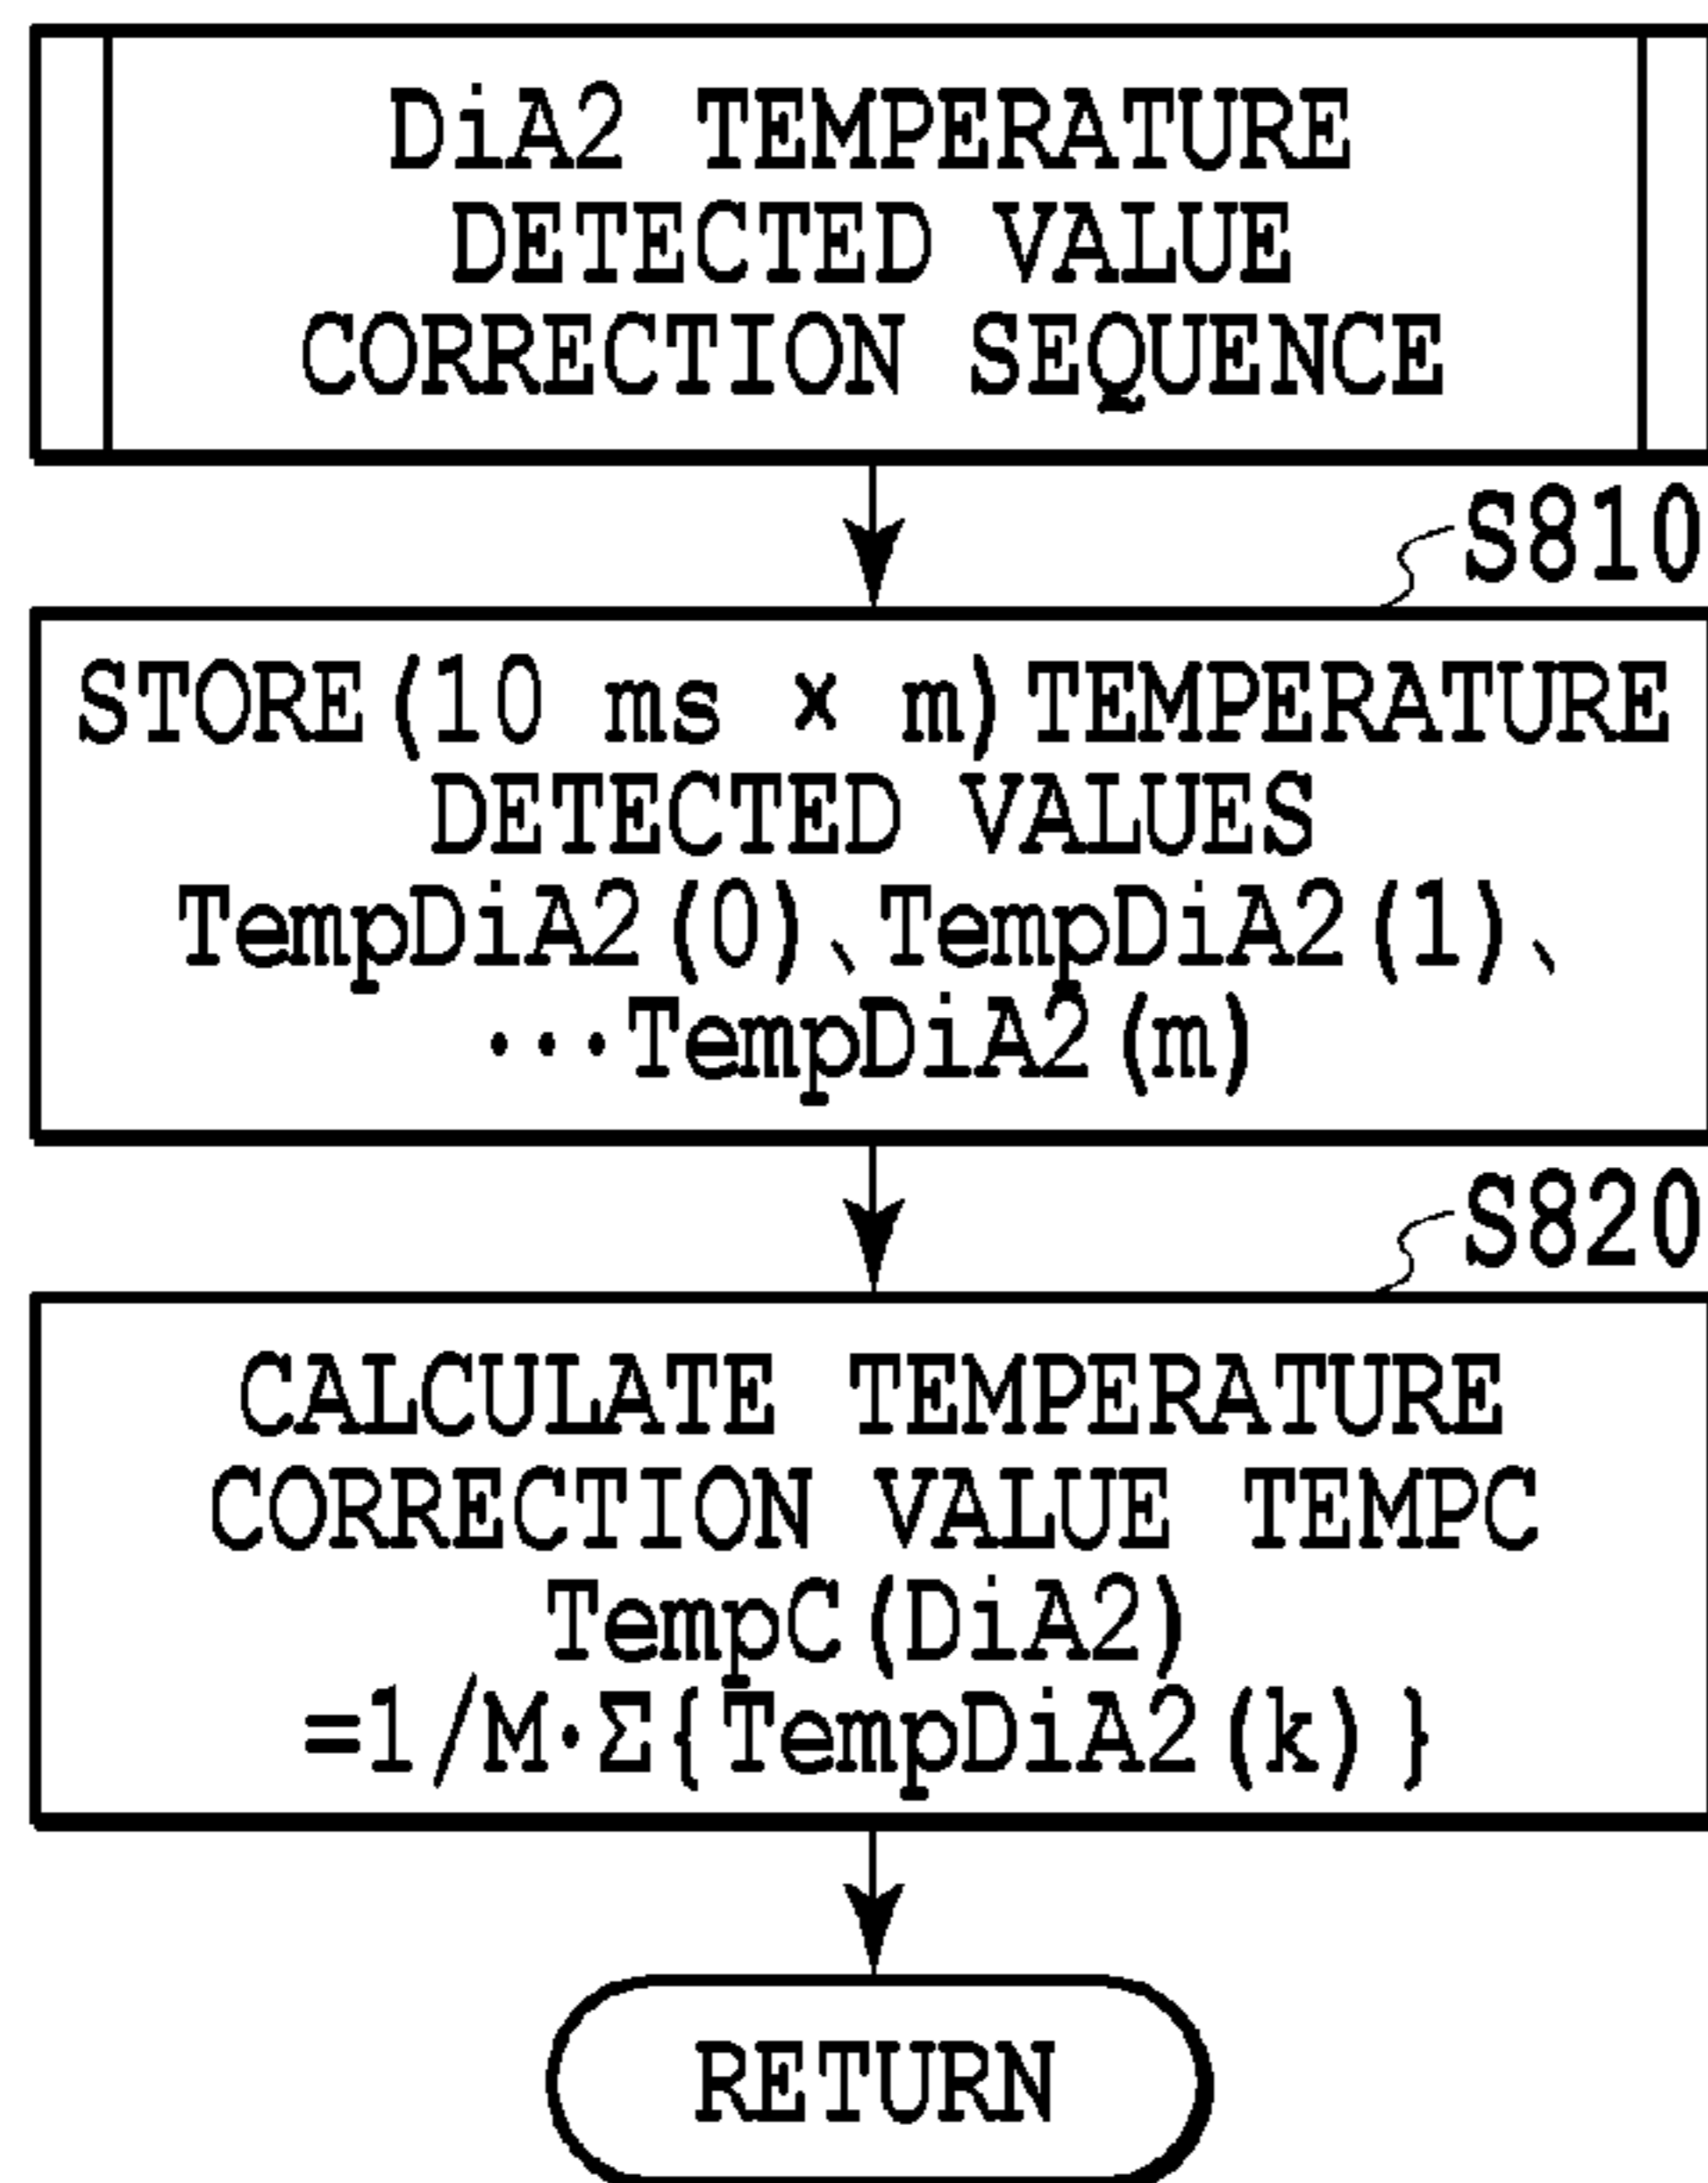 DiA2 TEMPERATURE
DETECTED VALUE
CORRECTION SEQUENCE
S810
STORE(10 ms × m)TEMPERATURE
DETECTED VALUES
TempDiA2(0)、TempDiA2(1)、
···TempDiA2(m)
S820
CALCULATE TEMPERATURE
CORRECTION VALUE TEMPC
TempC(DiA2)
=1/M·Σ{TempDiA2(k)}
RETURN